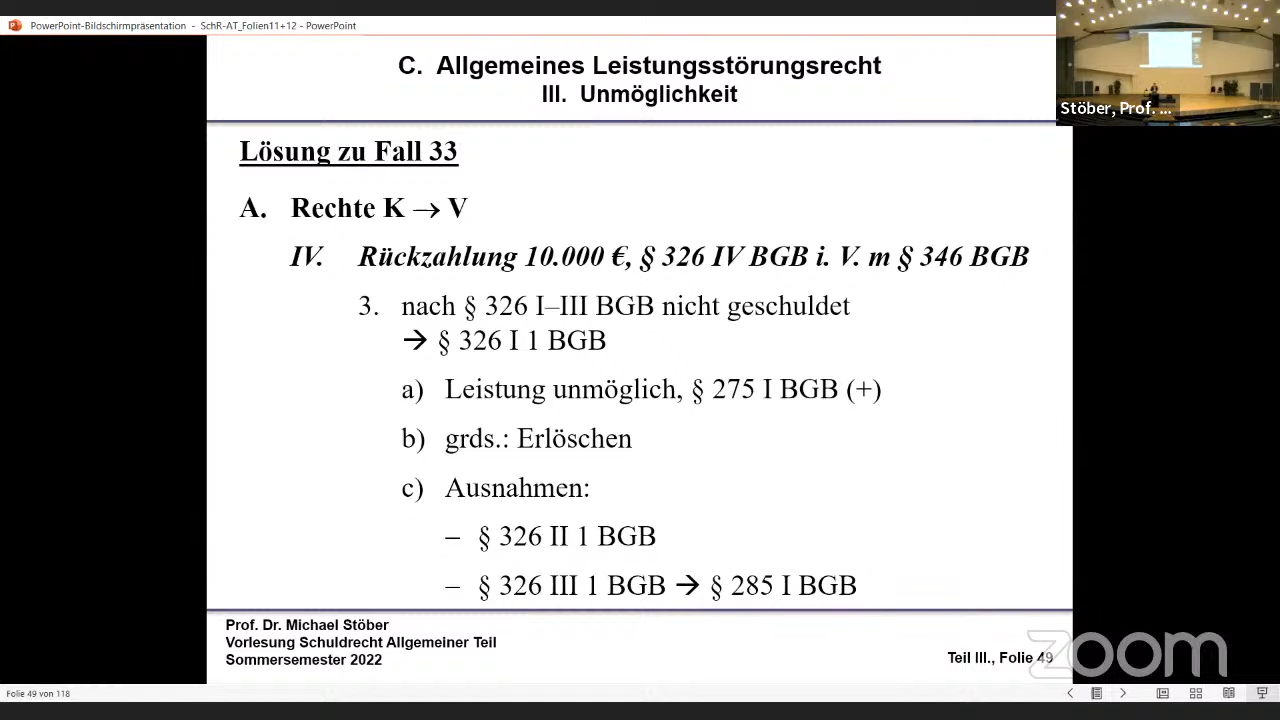 PowerPoint-Bildschirmpräsentation - SchR-AT_Folien11+12 - PowerPoint
Stöber, Prof. ...
C. Allgemeines Leistungsstörungsrecht
III. Unmöglichkeit
Lösung zu Fall 33
A. Rechte K → V
IV. Rückzahlung 10.000 €, § 326 IV BGB i. V. m § 346 BGB
3. nach § 326 I–III BGB nicht geschuldet
→ § 326 I 1 BGB
a) Leistung unmöglich, § 275 I BGB (+)
b) grds.: Erlöschen
c) Ausnahmen:
– § 326 II 1 BGB
– § 326 III 1 BGB → § 285 I BGB
Prof. Dr. Michael Stöber
Vorlesung Schuldrecht Allgemeiner Teil
Sommersemester 2022
Teil III., Folie 49
zoom
Folie 49 von 118